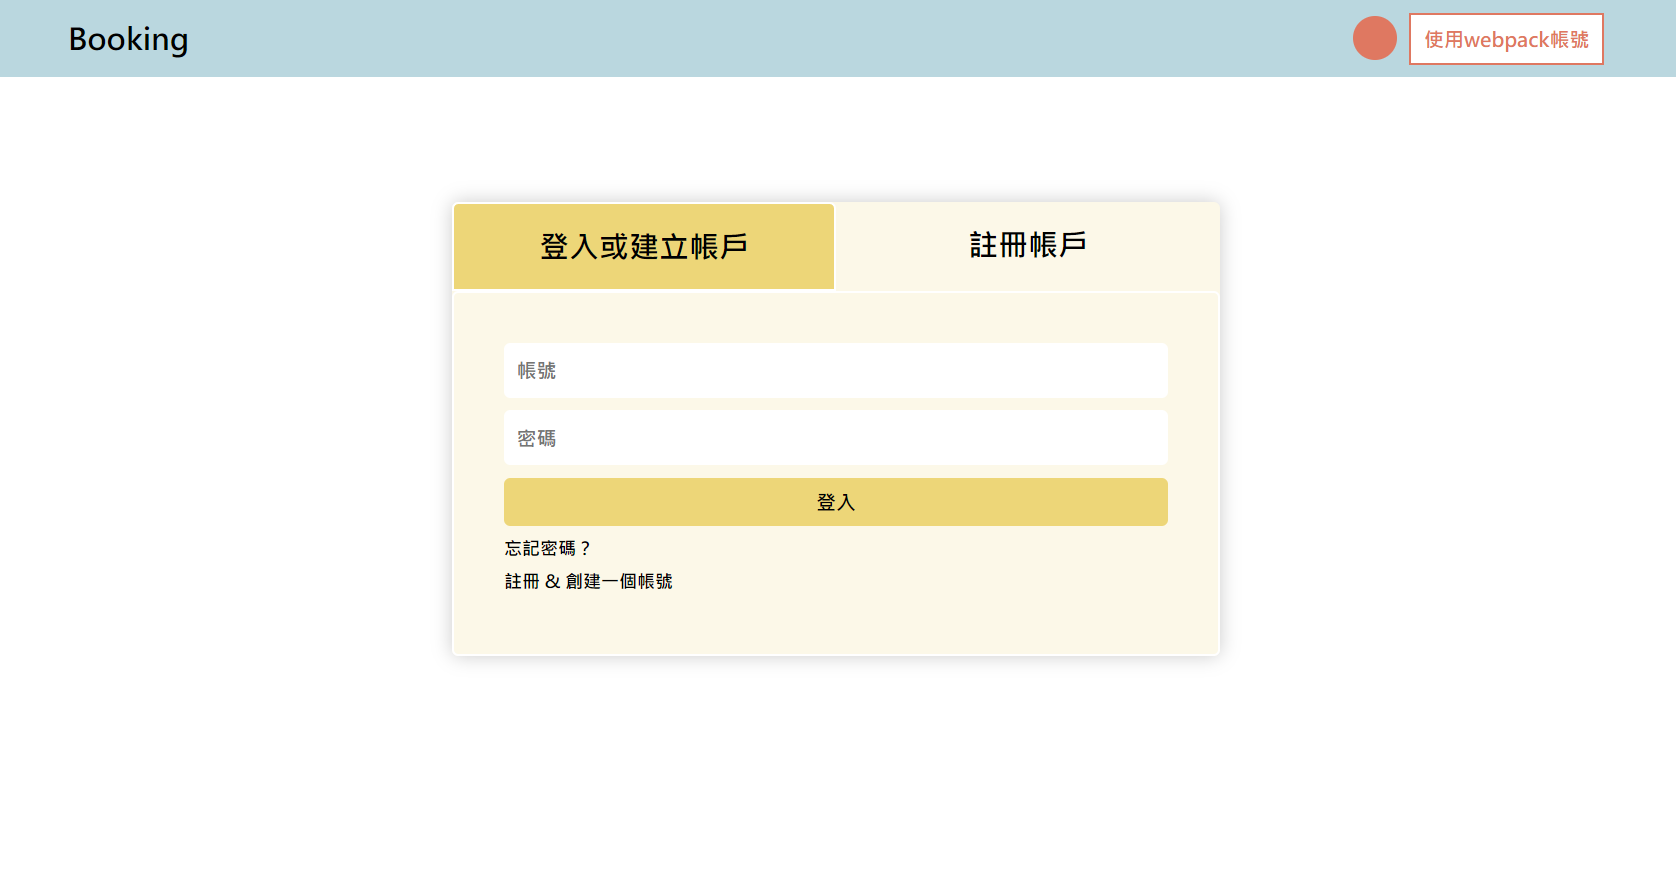 Booking
使用webpack帳號
登入或建立帳戶
註冊帳戶
帳號
密碼
登入
忘記密碼？
註冊 & 創建一個帳號